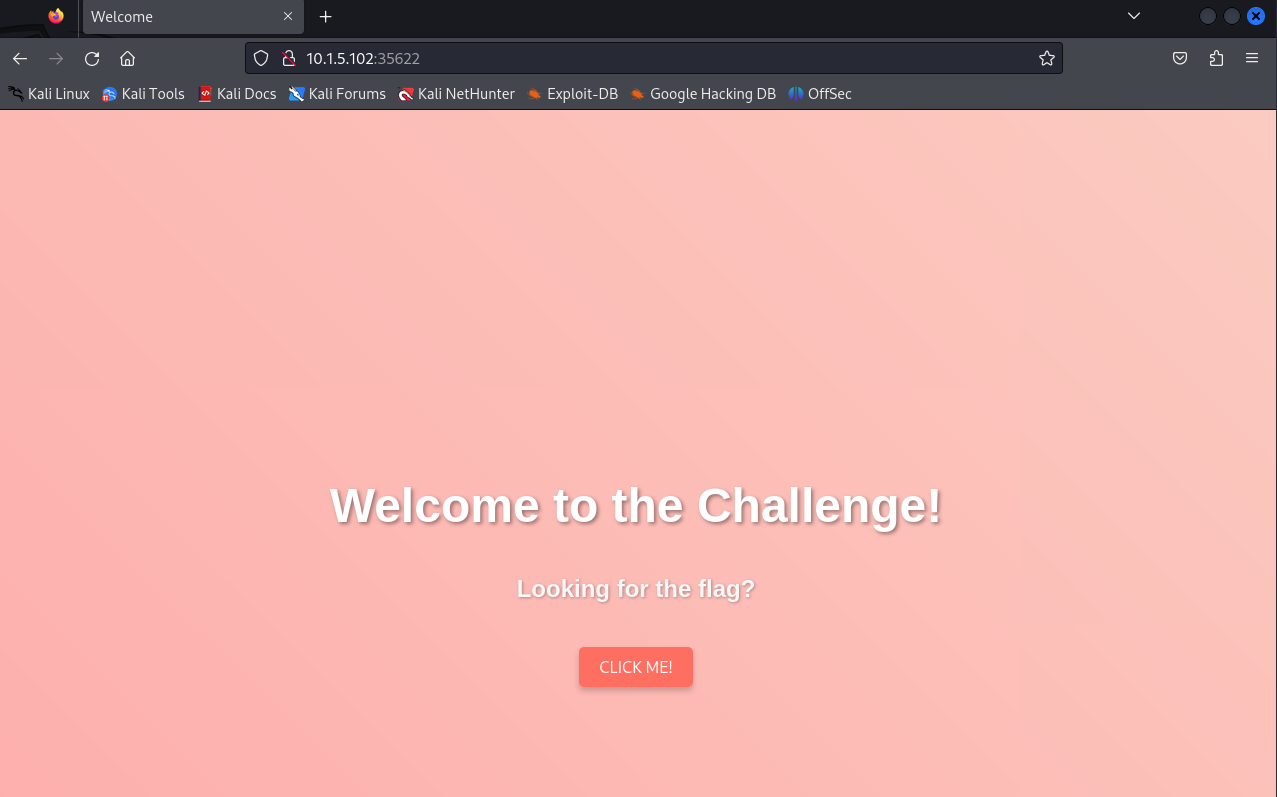 Welcome
10.1.5.102:35622
Kali Linux Kali Tools Kali Docs Kali Forums Kali NetHunter Exploit-DB Google Hacking DB OffSec
Welcome to the Challenge!
Looking for the flag?
CLICK ME!